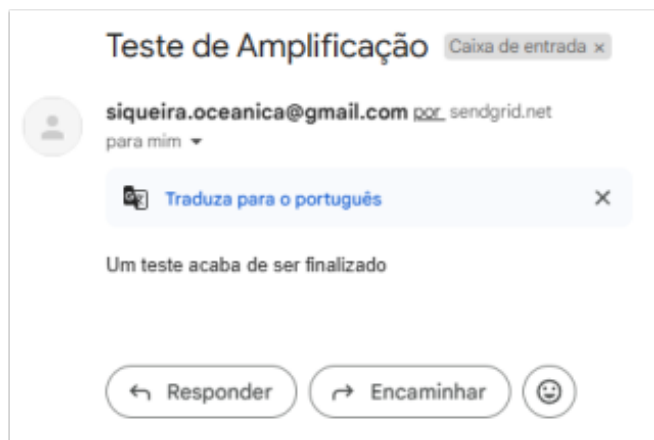 Teste de Amplificação Caixa de entrada ×
siqueira.oceanica@gmail.com por sendgrid.net
para mim
Traduza para o português
Um teste acaba de ser finalizado
Responder Encaminhar